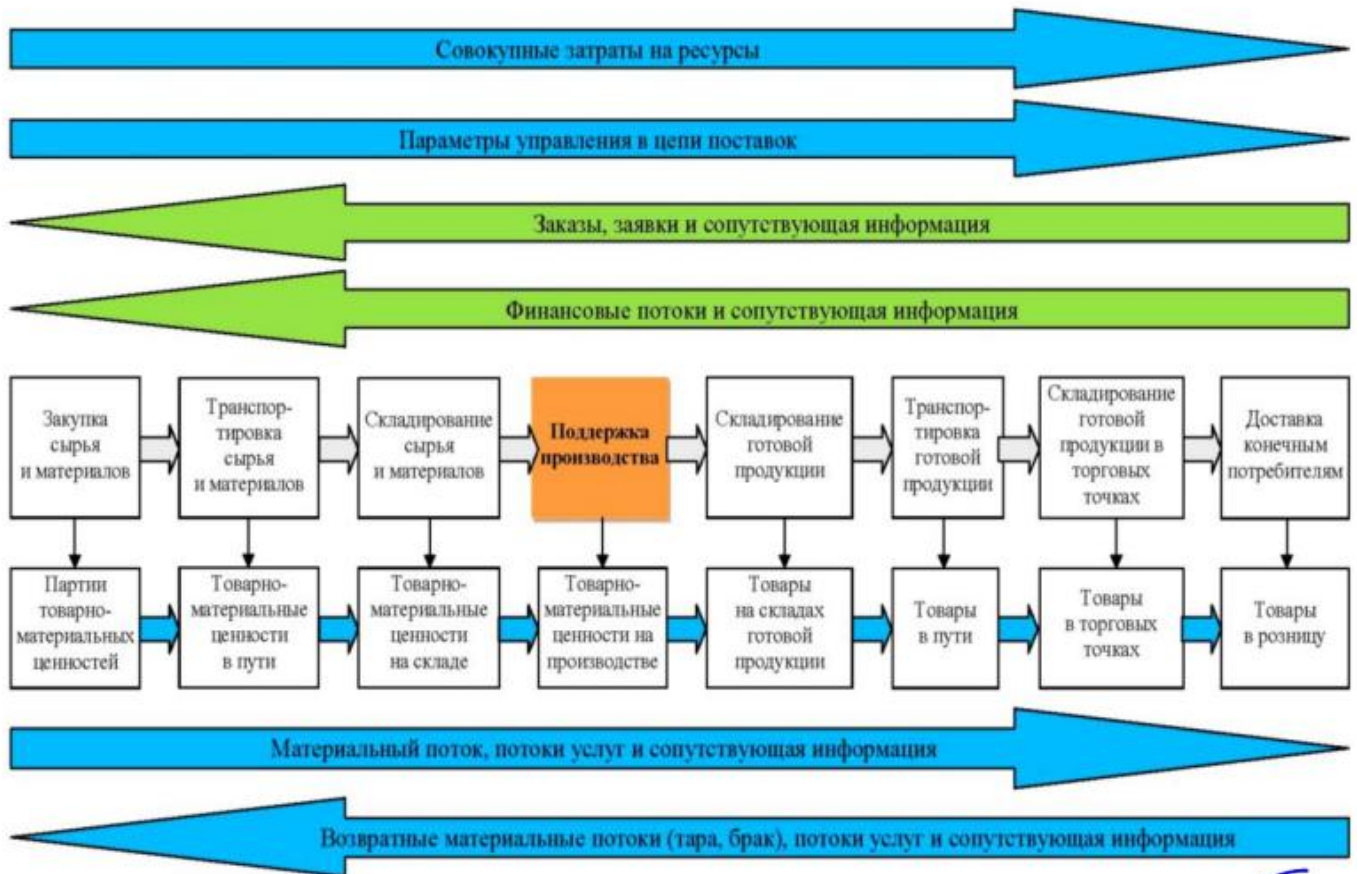 Совокупные затраты на ресурсы
Параметры управления в цепи поставок
Заказы, заявки и сопутствующая информация
Финансовые потоки и сопутствующая информация
Закупка
сырья
и материалов
Транспор-
тировка
сырья
и материалов
Складирование
сырья
и материалов
Поддержка
производства
Складирование
готовой
продукции
Транспор-
тировка
готовой
продукции
Складирование
готовой
продукции в
торговых
точках
Доставка
конечным
потребителям
Партии
товарно-
материальных
ценностей
Товарно-
материальные
ценности
в пути
Товарно-
материальные
ценности
на складе
Товарно-
материальные
ценности на
производстве
Товары
на складах
готовой
продукции
Товары
в пути
Товары
в торговых
точках
Товары
в розницу
Материальный поток, потоки услуг и сопутствующая информация
Возвратные материальные потоки (тара, брак), потоки услуг и сопутствующая информация